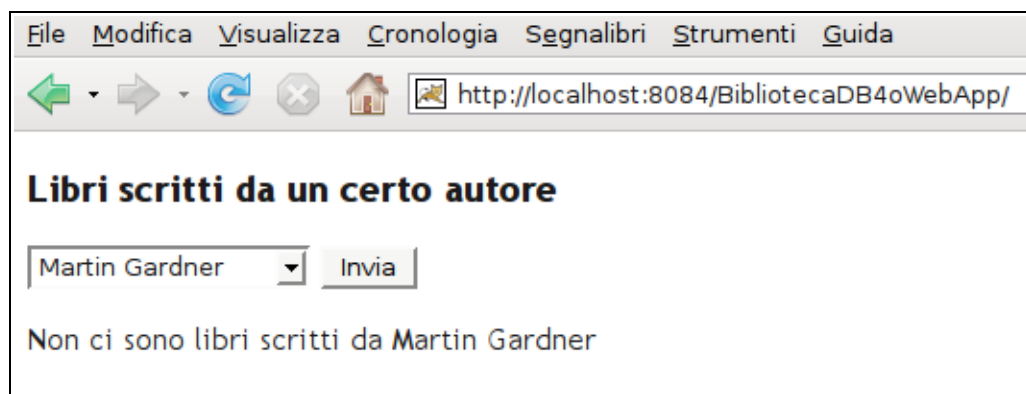 File Modifica Visualizza Cronologia Segnalibri Strumenti Guida
http://localhost:8084/BibliotecaDB4oWebApp/
Libri scritti da un certo autore
Martin Gardner Invia
Non ci sono libri scritti da Martin Gardner